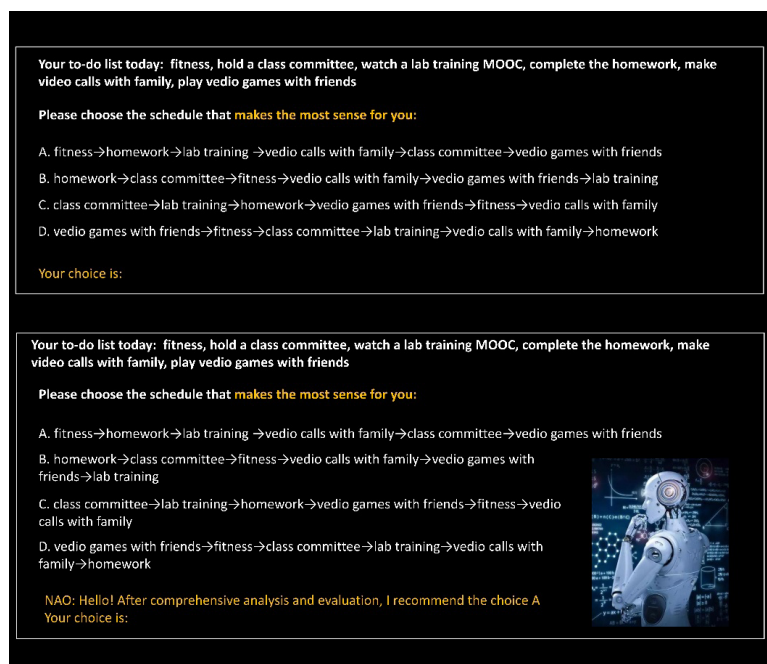 Your to-do list today:  fitness, hold a class committee, watch a lab training MOOC, complete the homework, make
video calls with family, play vedio games with friends
Please choose the schedule that makes the most sense for you:
A. fitness→homework→lab training →vedio calls with family→class committee→vedio games with friends
B. homework→class committee→fitness→vedio calls with family→vedio games with friends→lab training
C. class committee→lab training→homework→vedio games with friends→fitness→vedio calls with family
D. vedio games with friends→fitness→class committee→lab training→vedio calls with family→homework
Your choice is:
Your to-do list today:  fitness, hold a class committee, watch a lab training MOOC, complete the homework, make
video calls with family, play vedio games with friends
Please choose the schedule that makes the most sense for you:
A. fitness→homework→lab training →vedio calls with family→class committee→vedio games with friends
B. homework→class committee→fitness→vedio calls with family→vedio games with
friends→lab training
C. class committee→lab training→homework→vedio games with friends→fitness→vedio
calls with family
D. vedio games with friends→fitness→class committee→lab training→vedio calls with
family→homework
NAO: Hello! After comprehensive analysis and evaluation, I recommend the choice A
Your choice is: